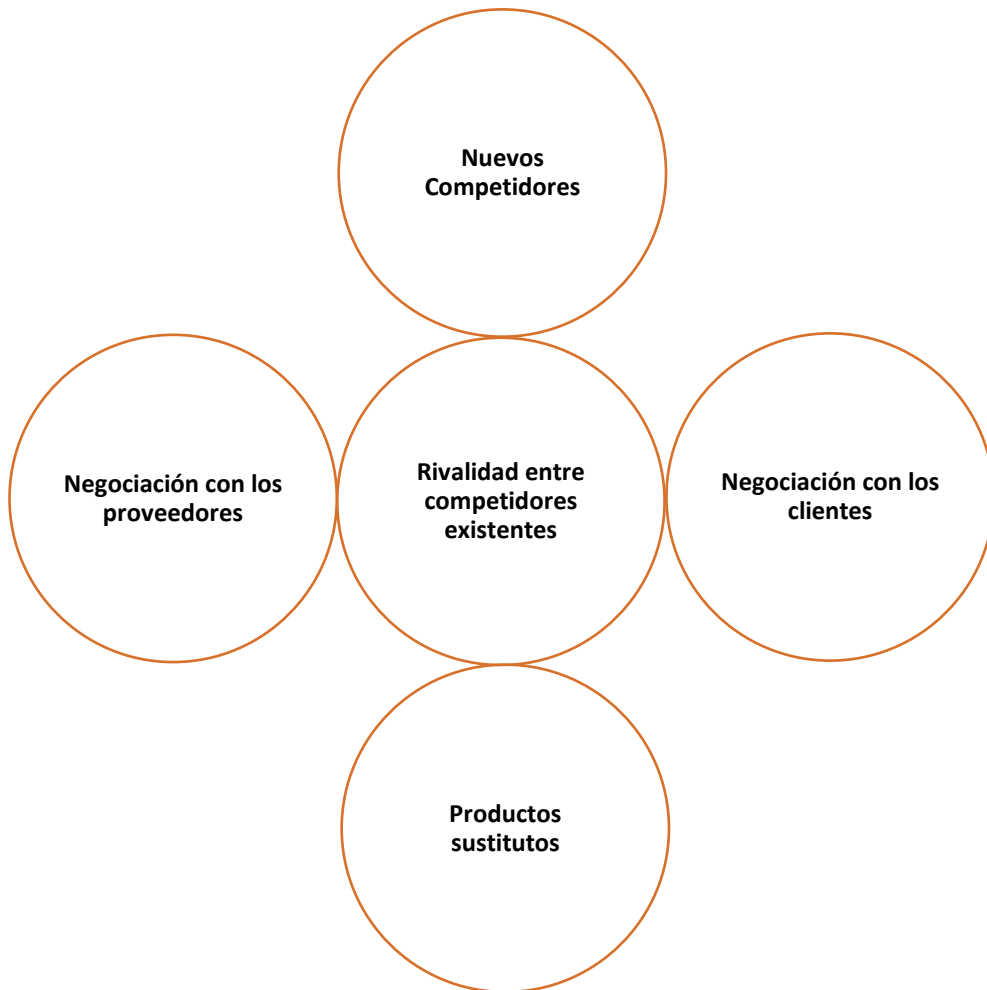 Nuevos
Competidores
Negociación con los
proveedores
Rivalidad entre
competidores
existentes
Negociación con los
clientes
Productos
sustitutos